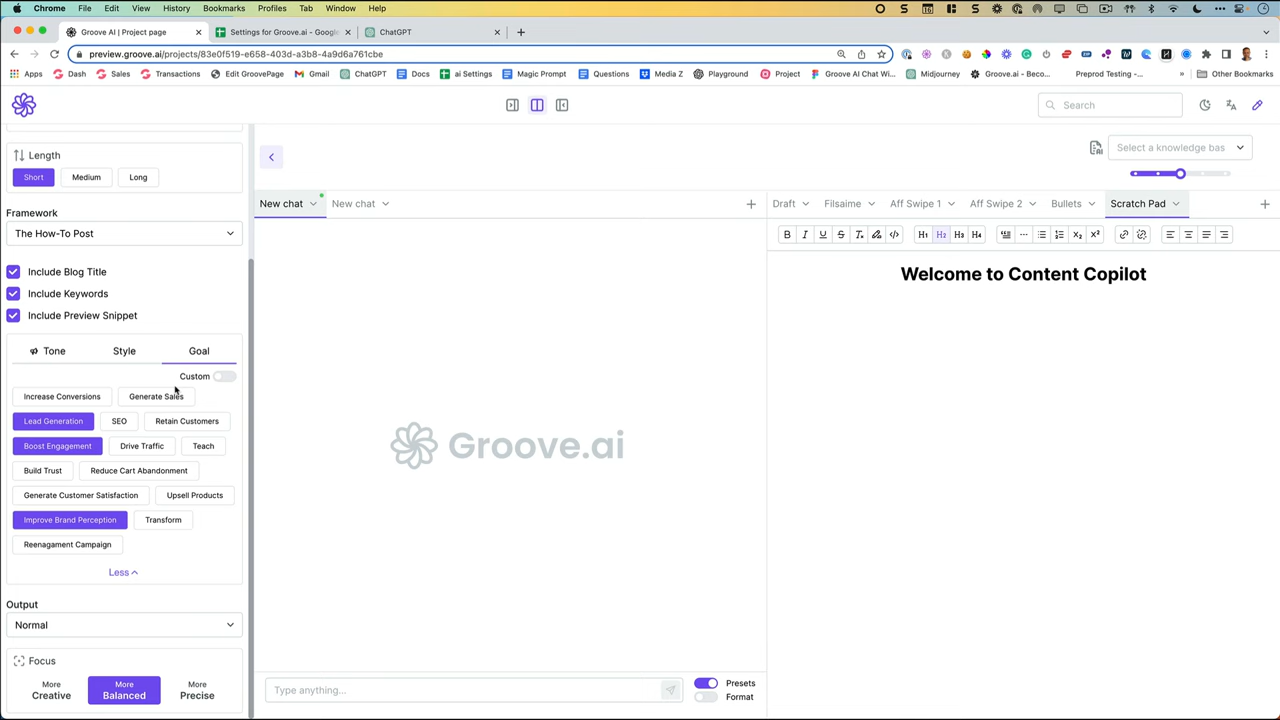 Chrome File Edit View History Bookmarks Profiles Tab Window Help
Groove AI | Project page
Settings for Groove.ai - Google
ChatGPT
preview.groove.ai/projects/83e0f519-e658-403d-a3b8-4a9d6a761cbe
Apps Dash Sales Transactions Edit GroovePage Gmail ChatGPT Docs ai Settings Magic Prompt Questions Media Z Playground Project Groove AI Chat Wi... Midjourney Groove.ai - Beco... Preprod Testing -... » Other Bookmarks
Search
Length
Short Medium Long
Framework
The How-To Post
Include Blog Title
Include Keywords
Include Preview Snippet
Tone Style Goal
Custom
Increase Conversions Generate Sales
Lead Generation SEO Retain Customers
Boost Engagement Drive Traffic Teach
Build Trust Reduce Cart Abandonment
Generate Customer Satisfaction Upsell Products
Improve Brand Perception Transform
Reenagament Campaign
Less
Output
Normal
Focus
More Creative
More Balanced
More Precise
New chat New chat
Groove.ai
Type anything...
Presets
Format
Select a knowledge bas
Draft Filsaime Aff Swipe 1 Aff Swipe 2 Bullets Scratch Pad
B I U S H1 H2 H3 H4 X2 X2
Welcome to Content Copilot